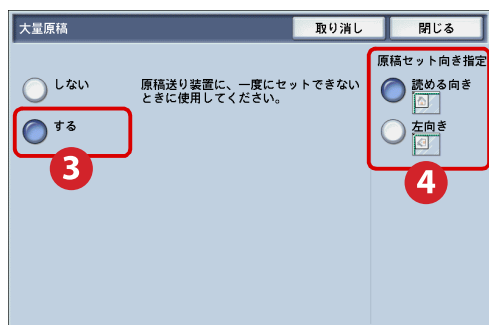 大量原稿
取り消し
閉じる
しない
する
3
原稿送り装置に、一度にセットできない
ときに使用してください。
原稿セット向き指定
読める向き
左向き
4